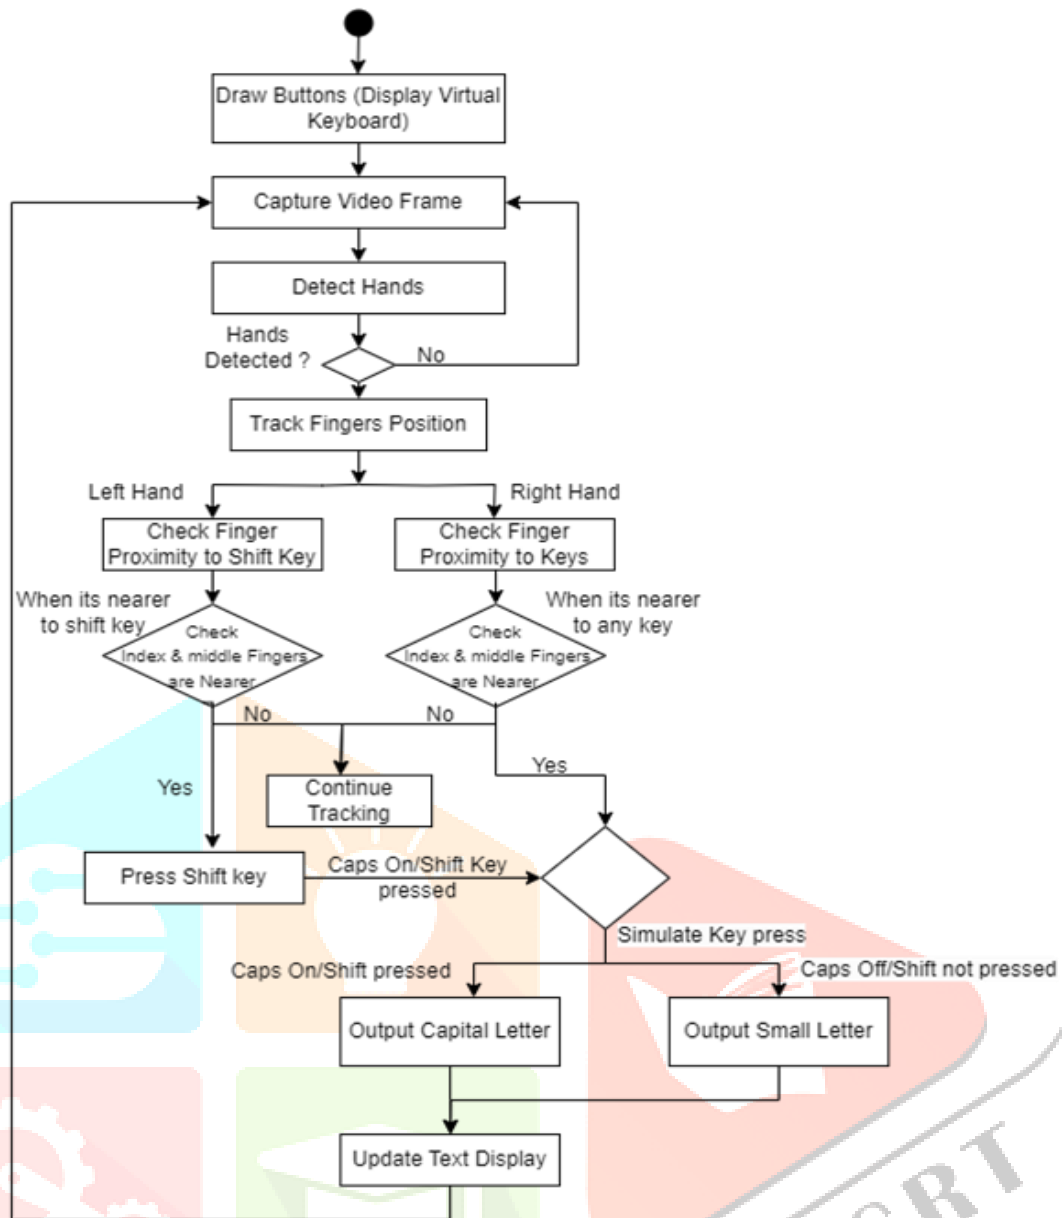 Draw Buttons (Display Virtual
Keyboard)
Capture Video Frame
Detect Hands
Hands
Detected ?
No
Track Fingers Position
Left Hand
Right Hand
Check Finger
Proximity to Shift Key
Check Finger
Proximity to Keys
When its nearer
to shift key
Check
Index & middle Fingers
are Nearer
When its nearer
to any key
Check
Index & middle Fingers
are Nearer
No
No
Yes
Yes
Continue
Tracking
Press Shift key
Caps On/Shift Key
pressed
Simulate Key press
Caps On/Shift pressed
Caps Off/Shift not pressed
Output Capital Letter
Output Small Letter
Update Text Display